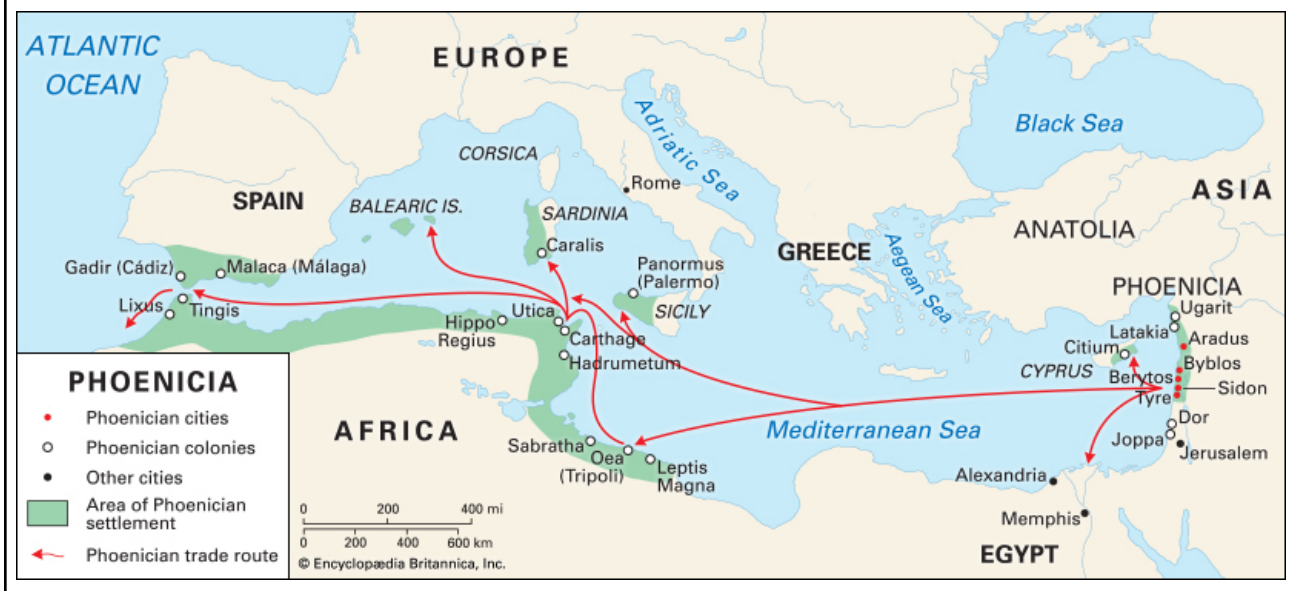 ATLANTIC
OCEAN
EUROPE
Adriatic Sea
Black Sea
CORSICA
Rome
ASIA
SPAIN
BALEARIC IS.
SARDINIA
ANATOLIA
GREECE
Aegean Sea
Caralis
Gadir (Cádiz)
Malaca (Málaga)
Panormus
(Palermo)
SICILY
PHOENICIA
Ugarit
Lixus
Tingis
Utica
Hippo
Regius
Carthage
Hadrumetum
Latakia
Aradus
Citium
CYPRUS
Byblos
Berytos
Sidon
Tyre
Dor
Joppa
Jerusalem
AFRICA
Mediterranean Sea
Sabratha
Oea
(Tripoli)
Leptis
Magna
Alexandria
Memphis
EGYPT
PHOENICIA
Phoenician cities
Phoenician colonies
Other cities
Area of Phoenician
settlement
Phoenician trade route
0 200 400 mi
0 200 400 600 km
© Encyclopædia Britannica, Inc.